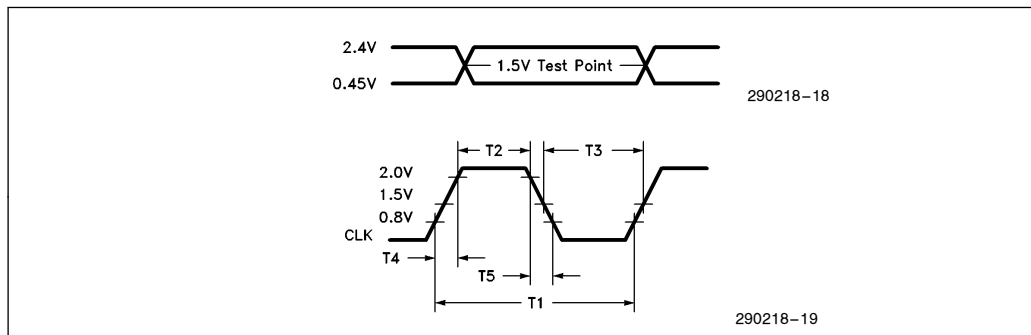 2.4V
1.5V Test Point
0.45V
290218–18
T2
T3
2.0V
1.5V
0.8V
CLK
T4
T5
T1
290218–19